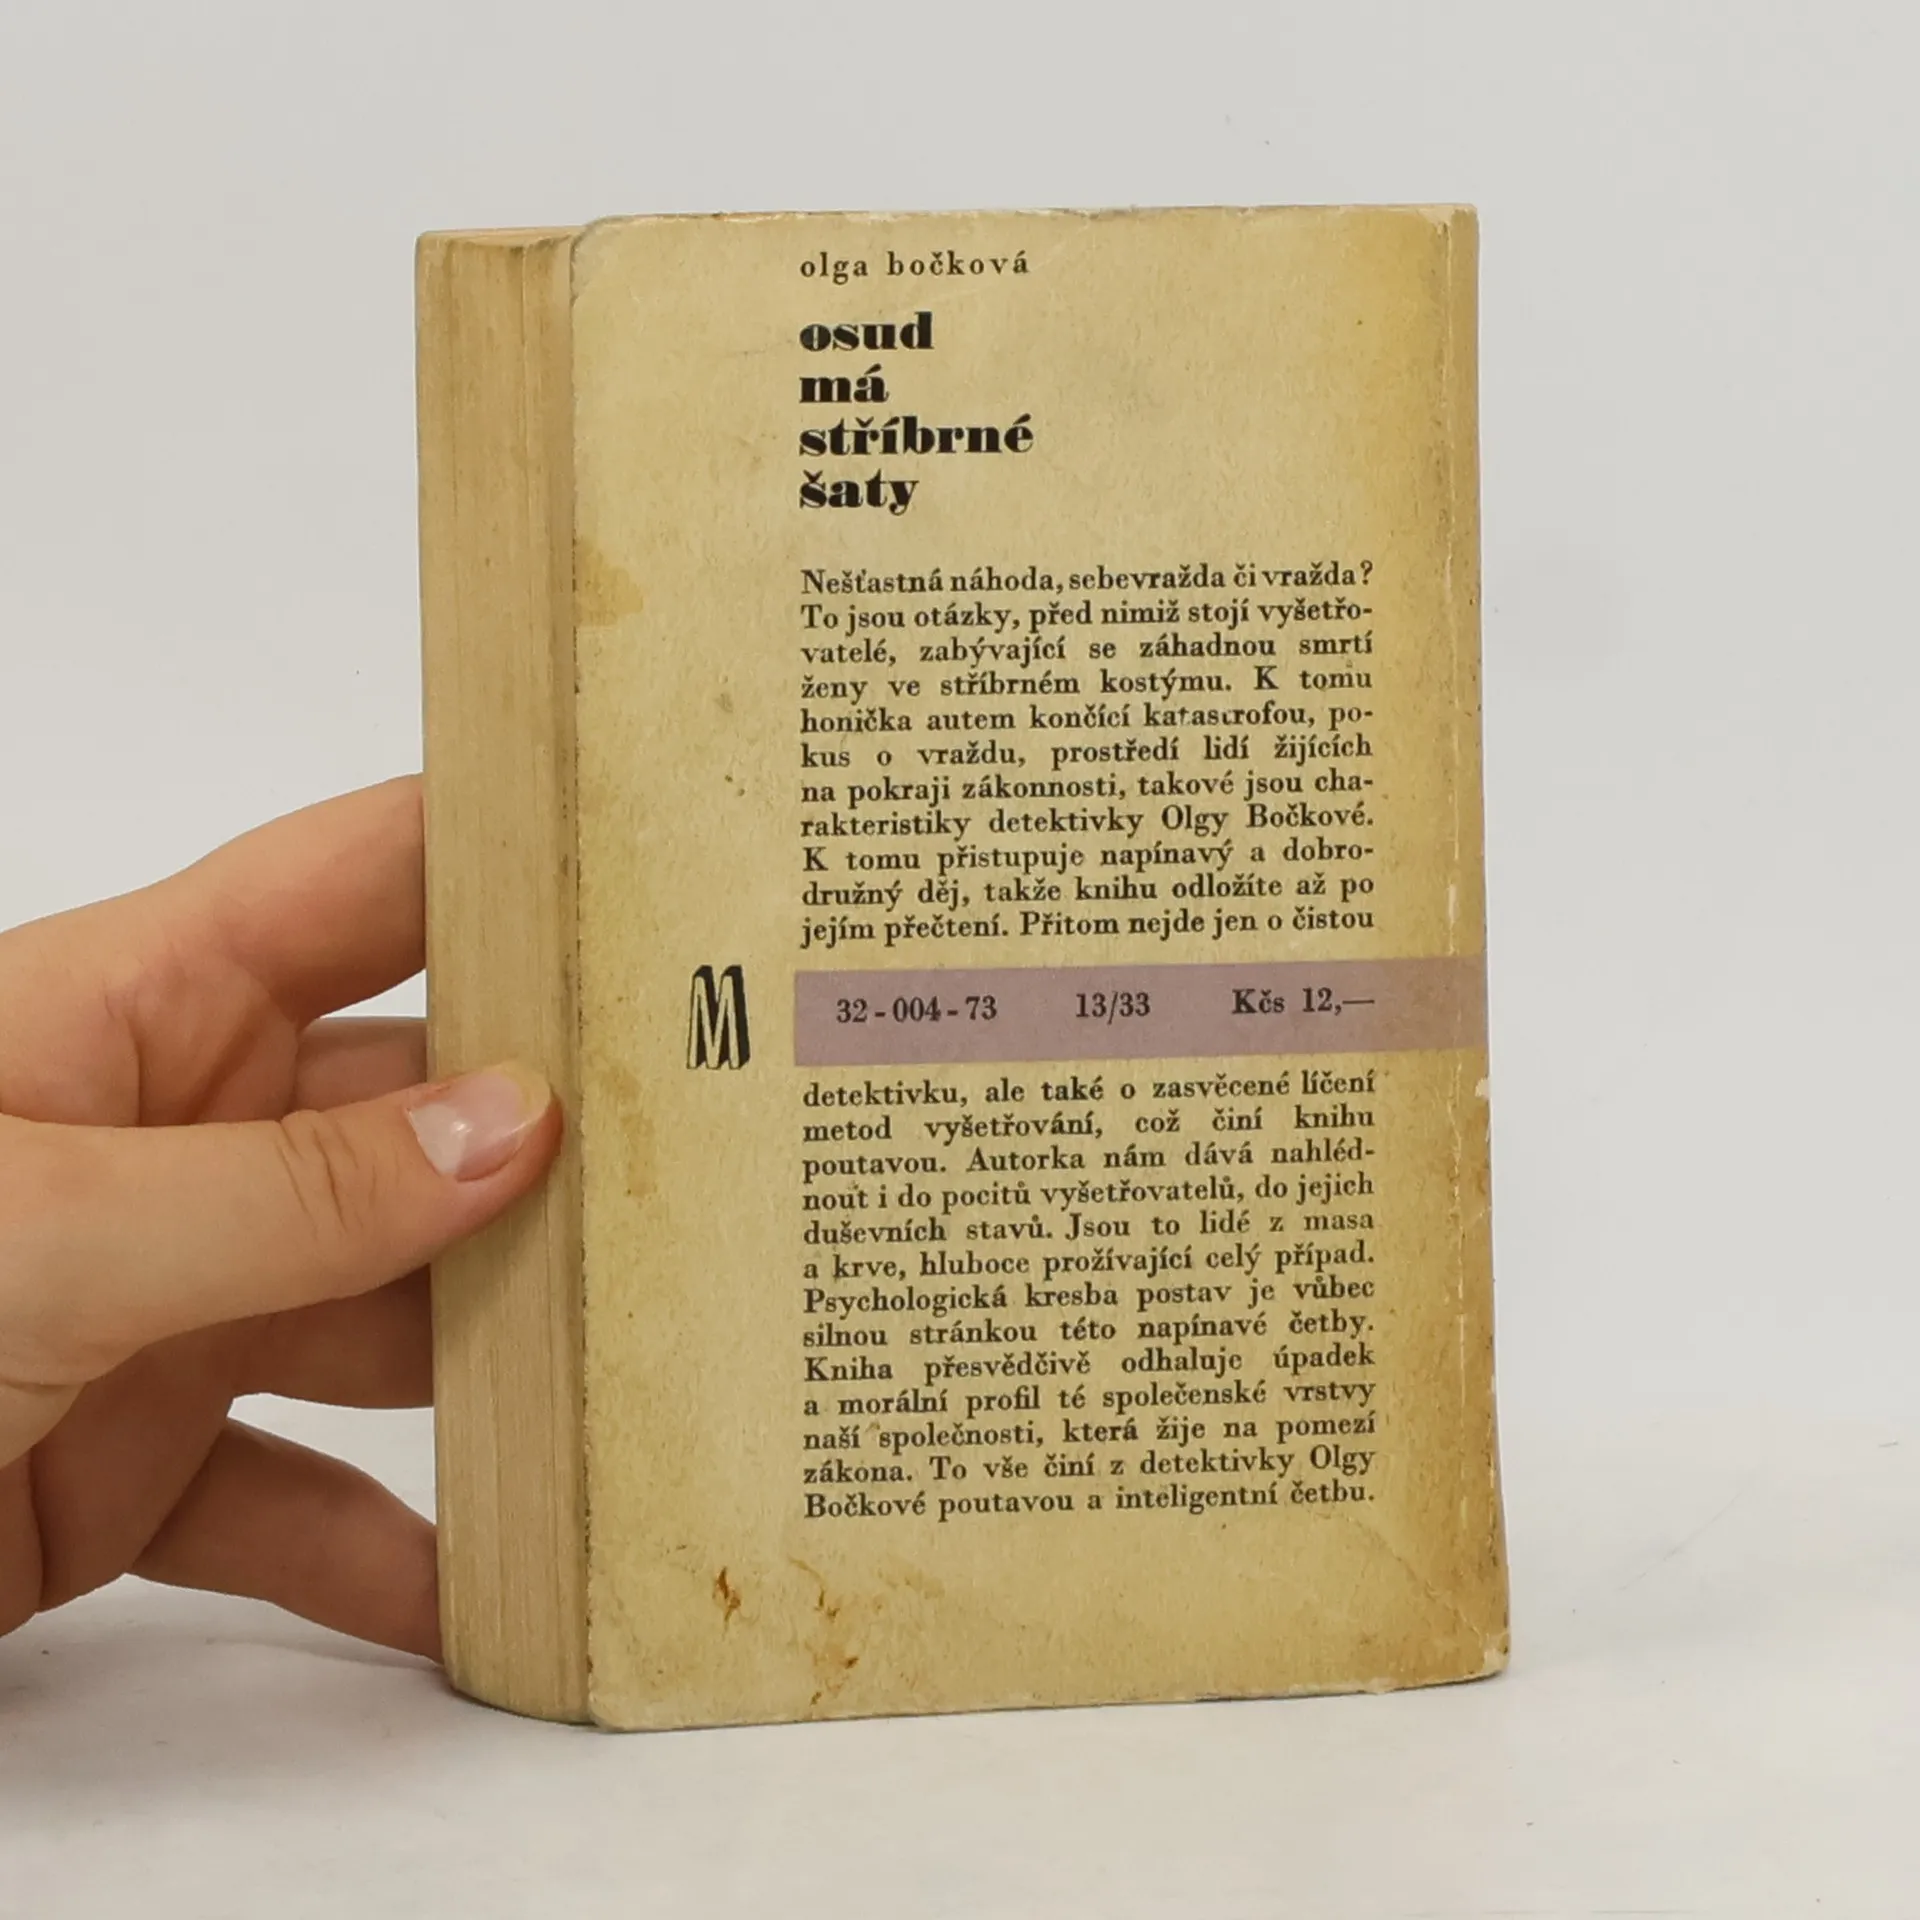 olga bočková
osud
má
stříbrné
šaty
Nešťastná náhoda, sebevražda či vražda?
To jsou otázky, před nimiž stojí vyšetřo-
vatelé, zabývající se záhadnou smrtí
ženy ve stříbrném kostýmu. K tomu
honička autem končící katastrofou, po-
kus o vraždu, prostředí lidí žijících
na pokraji zákonnosti, takové jsou cha-
rakteristiky detektivky Olgy Bočkové.
K tomu přistupuje napínavý a dobro-
družný děj, takže knihu odložíte až po
jejím přečtení. Přitom nejde jen o čistou
M 32-004-73 13/33 Kčs 12,—
detektivku, ale také o zasvěcené líčení
metod vyšetřování, což činí knihu
poutavou. Autorka nám dává nahléd-
nout i do pocitů vyšetřovatelů, do jejich
duševních stavů. Jsou to lidé z masa
a krve, hluboce prožívající celý případ.
Psychologická kresba postav je vůbec
silnou stránkou této napínavé četby.
Kniha přesvědčivě odhaluje úpadek
a morální profil té společenské vrstvy
naší společnosti, která žije na pomezí
zákona. To vše činí z detektivky Olgy
Bočkové poutavou a inteligentní četbu.